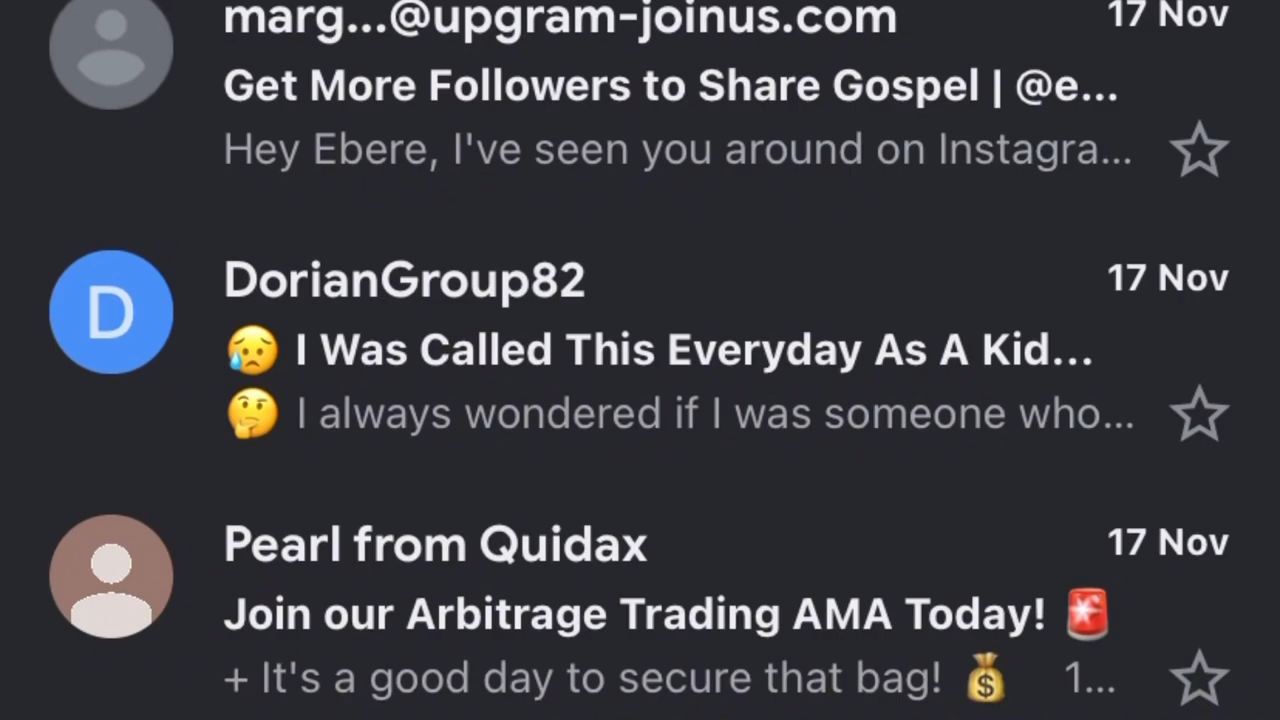 marg...@upgram-joinus.com 17 Nov
Get More Followers to Share Gospel | @e...
Hey Ebere, I've seen you around on Instagra...
D DorianGroup82 17 Nov
😥 I Was Called This Everyday As A Kid...
🤔 I always wondered if I was someone who...
Pearl from Quidax 17 Nov
Join our Arbitrage Trading AMA Today! 🚨
+ It's a good day to secure that bag! 💰 1...